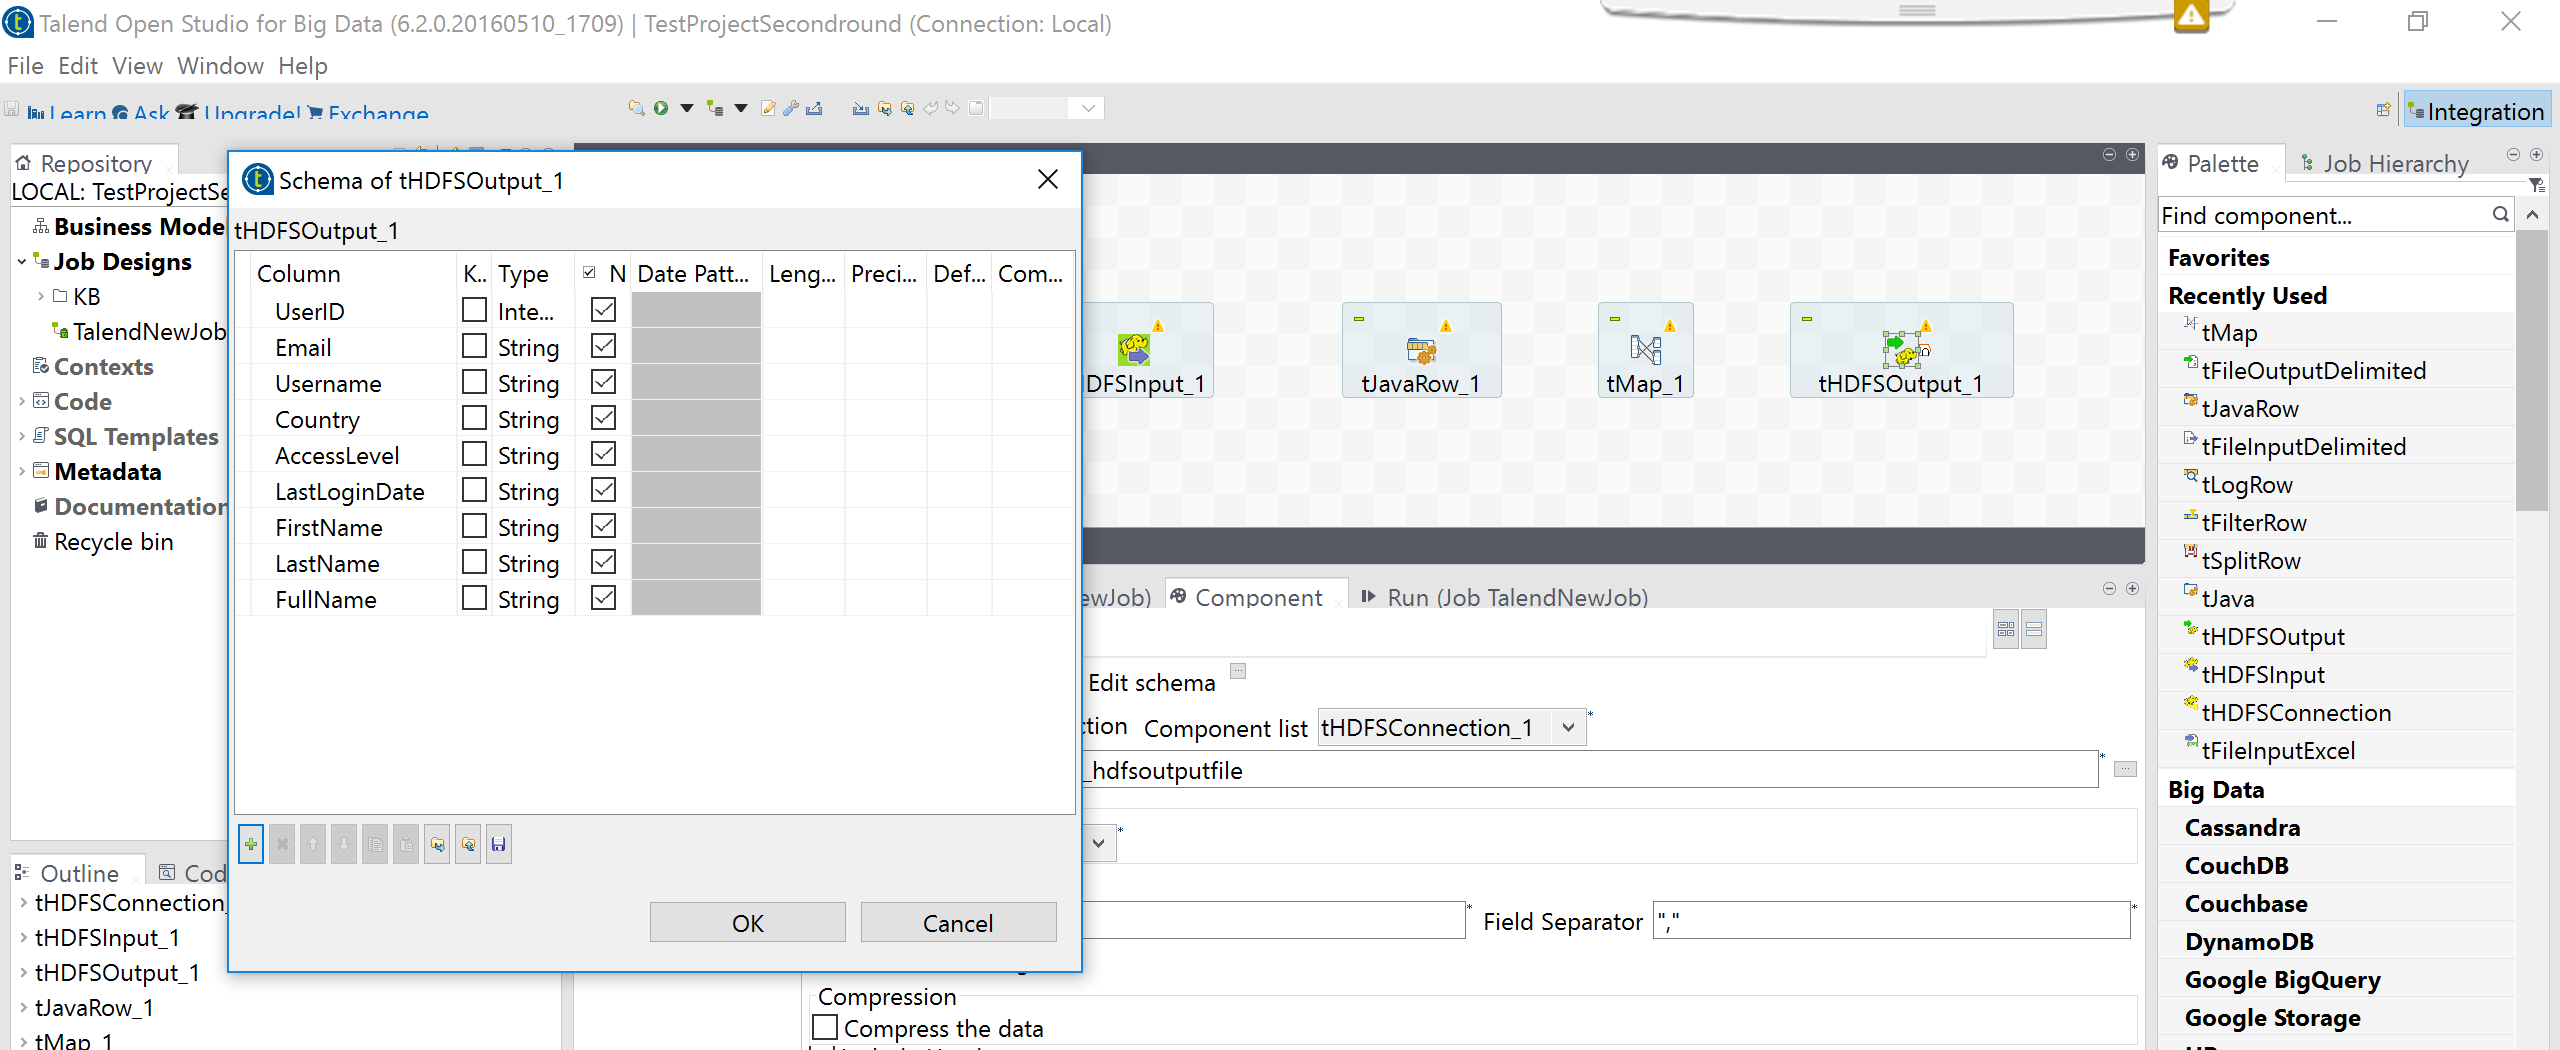 Talend Open Studio for Big Data (6.2.0.20160510_1709) | TestProjectSecondround (Connection: Local)
File Edit View Window Help
Learn Ask Upgrade! Exchange
Integration
Repository
LOCAL: TestProjectSe
Business Mode
Job Designs
KB
TalendNewJob
Contexts
Code
SQL Templates
Metadata
Documentation
Recycle bin
Outline
Cod
tHDFSConnection_
tHDFSInput_1
tHDFSOutput_1
tJavaRow_1
tMap_1
Schema of tHDFSOutput_1
tHDFSOutput_1
Column K.. Type N Date Patt... Leng... Preci... Def... Com...
UserID Inte...
Email String
Username String
Country String
AccessLevel String
LastLoginDate String
FirstName String
LastName String
FullName String
OK Cancel
DFSInput_1 tJavaRow_1 tMap_1 tHDFSOutput_1
ewJob) Component Run (Job TalendNewJob)
Edit schema
ction Component list tHDFSConnection_1 *
_hdfsoutputfile *
*
* Field Separator "," *
Compression
Compress the data
Palette Job Hierarchy
Find component...
Favorites
Recently Used
tMap
tFileOutputDelimited
tJavaRow
tFileInputDelimited
tLogRow
tFilterRow
tSplitRow
tJava
tHDFSOutput
tHDFSInput
tHDFSConnection
tFileInputExcel
Big Data
Cassandra
CouchDB
Couchbase
DynamoDB
Google BigQuery
Google Storage